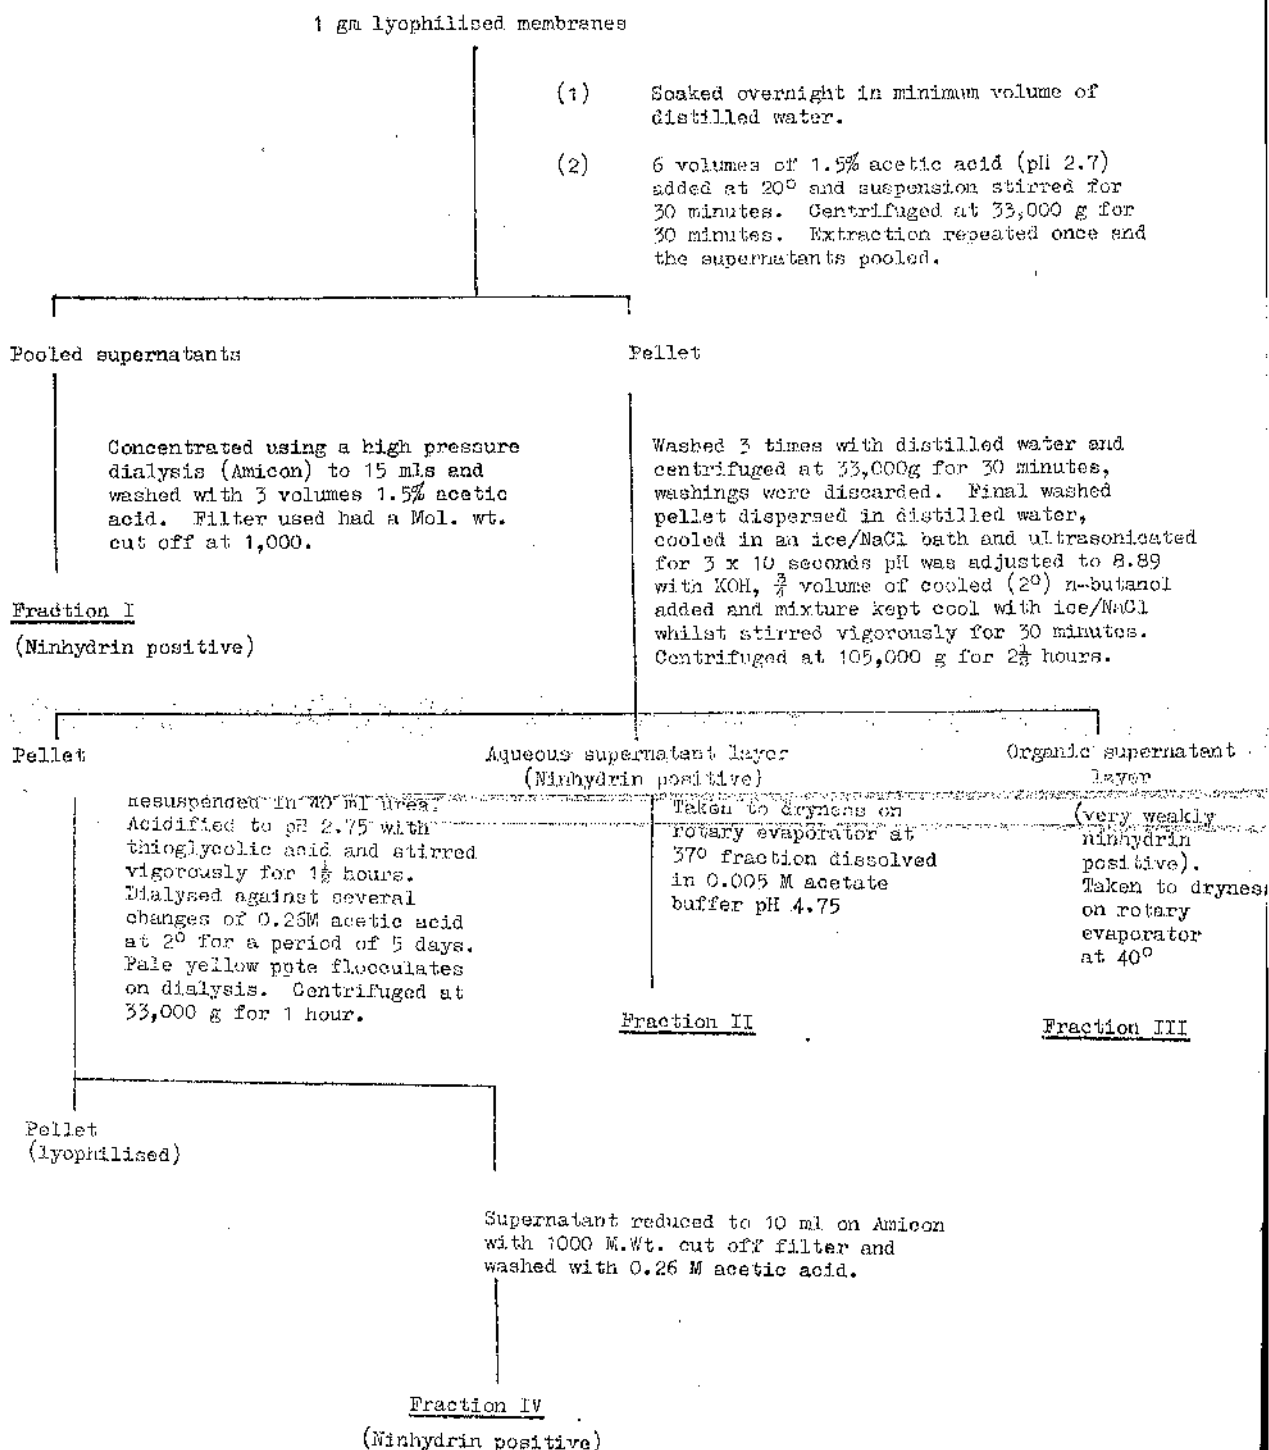 1 gm lyophilised membranes
(1) Soaked overnight in minimum volume of
distilled water.
(2) 6 volumes of 1.5% acetic acid (pH 2.7)
added at 20° and suspension stirred for
30 minutes. Centrifuged at 33,000 g for
30 minutes. Extraction repeated once and
the supernatants pooled.
Pooled supernatants
Pellet
Concentrated using a high pressure
dialysis (Amicon) to 15 mls and
washed with 3 volumes 1.5% acetic
acid. Filter used had a Mol. wt.
cut off at 1,000.
Fraction I
(Ninhydrin positive)
Washed 3 times with distilled water and
centrifuged at 33,000g for 30 minutes,
washings were discarded. Final washed
pellet dispersed in distilled water,
cooled in an ice/NaCl bath and ultrasonicated
for 3 x 10 seconds pH was adjusted to 8.89
with KOH, volume of cooled (2°) n-butanol
added and mixture kept cool with ice/NaCl
whilst stirred vigorously for 30 minutes.
Centrifuged at 105,000 g for hours.
Pellet
Resuspended in 40 ml urea.
Acidified to pH 2.75 with
thioglycolic acid and stirred
vigorously for 1½ hours.
Dialysed against several
changes of 0.26M acetic acid
at 2° for a period of 5 days.
Pale yellow ppte flocculates
on dialysis. Centrifuged at
33,000 g for 1 hour.
Aqueous supernatant layer
(Ninhydrin positive)
Taken to dryness on
rotary evaporator at
37° fraction dissolved
in 0.005 M acetate
buffer pH 4.75
Fraction II
Organic supernatant
layer
(very weakly
ninhydrin
positive).
Taken to drynes
on rotary
evaporator
at 40°
Fraction III
Pellet
(lyophilised)
Supernatant reduced to 10 ml on Amicon
with 1000 M.Wt. cut off filter and
washed with 0.26 M acetic acid.
Fraction IV
(Ninhydrin positive)